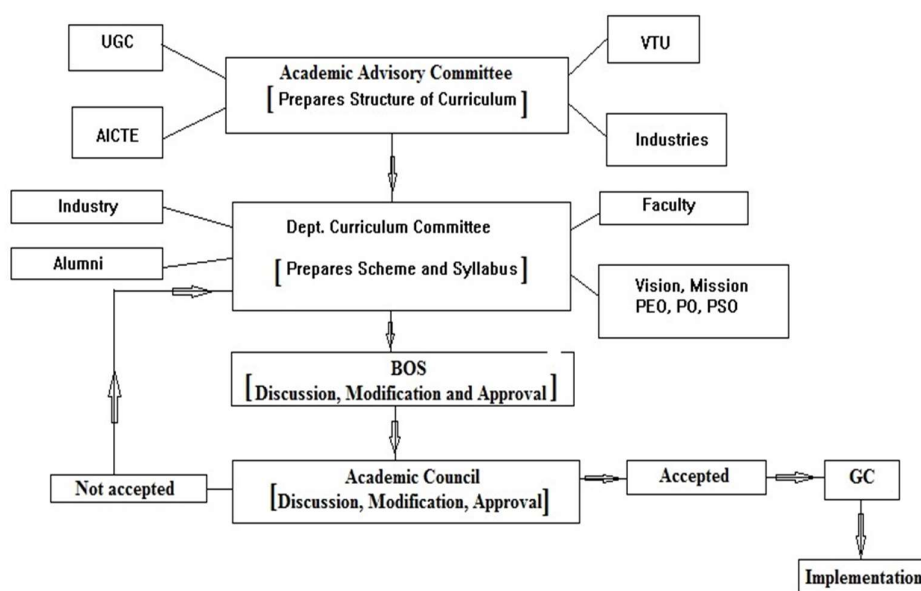 UGC
VTU
Academic Advisory Committee
[ Prepares Structure of Curriculum ]
AICTE
Industries
Industry
Faculty
Dept. Curriculum Committee
Alumni
[ Prepares Scheme and Syllabus ]
Vision, Mission
PEO, PO, PSO
BOS
[ Discussion, Modification and Approval ]
Not accepted
Academic Council
[ Discussion, Modification, Approval ]
Accepted
GC
Implementation